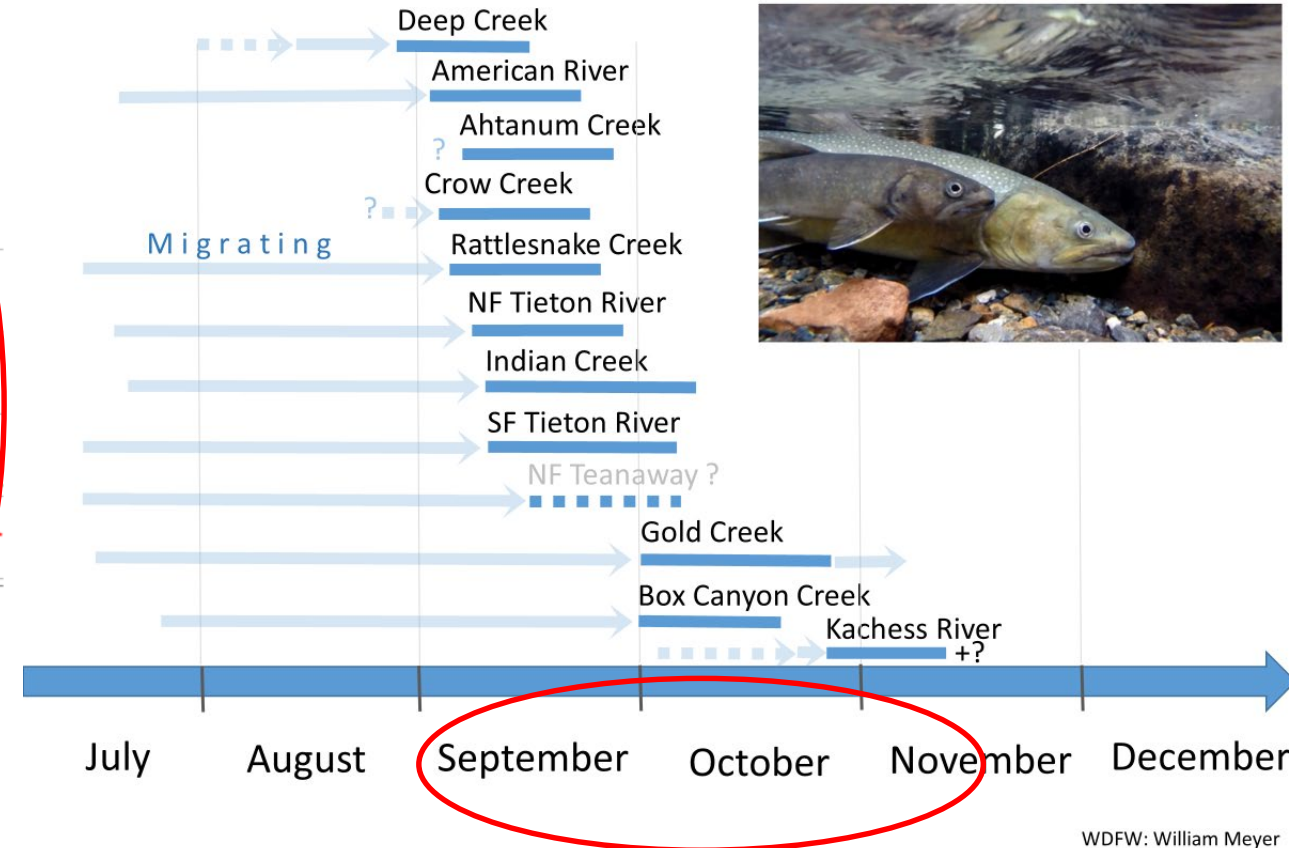 Deep Creek
American River
Ahtanum Creek
?
Crow Creek
?
Migrating
Rattlesnake Creek
NF Tieton River
Indian Creek
SF Tieton River
NF Teanaway ?
Gold Creek
Box Canyon Creek
Kachess River
+?
July August September October November December
WDFW: William Meyer